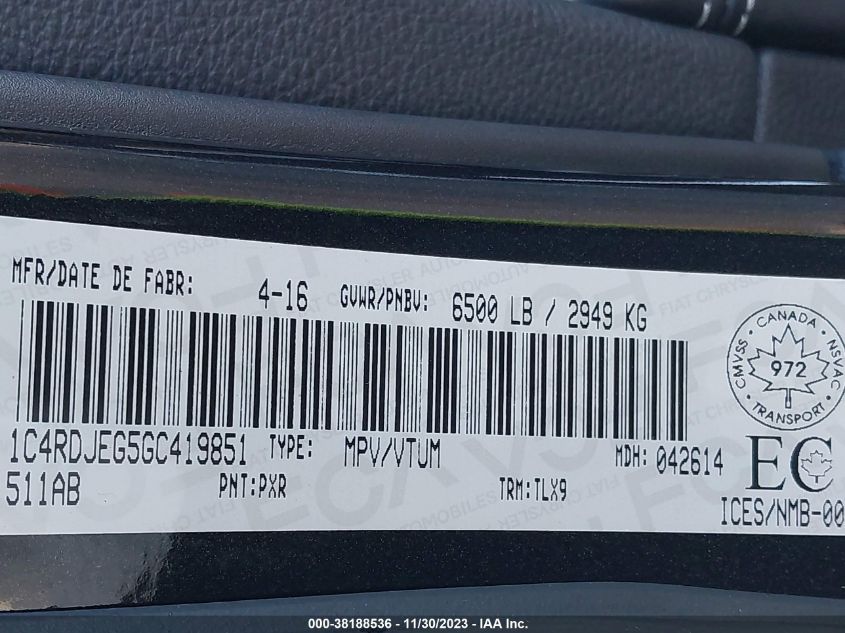 MFR/DATE DE FABR: 4-16 GVWR/PNBV: 6500 LB / 2949 KG
CANADA
CMVSS NSVAC
972
TRANSPORT
1C4RDJEG5GC419851 TYPE: MPV/VTUM MDH: 042614
EC
511AB PNT:PXR TRM:TLX9
ICES/NMB-00
000-38188536 - 11/30/2023 - IAA Inc.